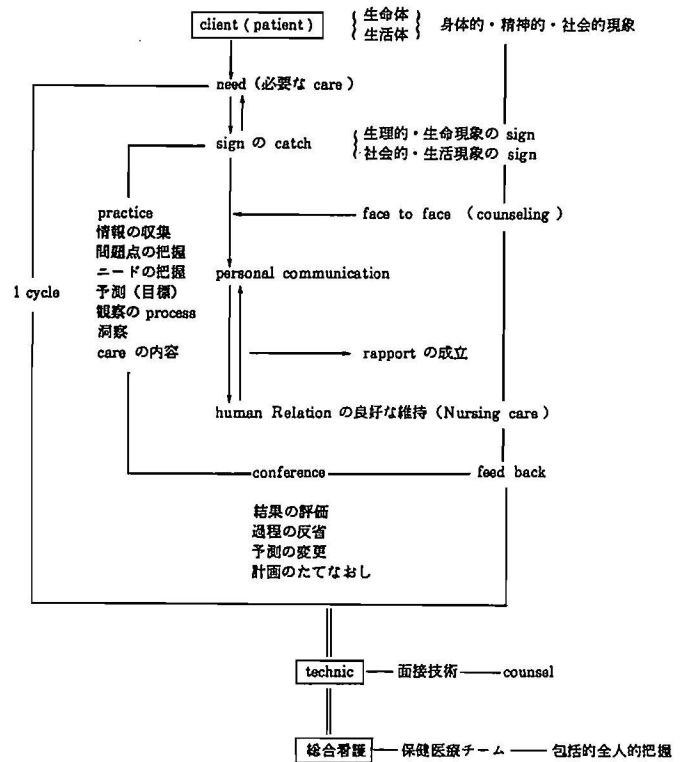 client ( patient ) 生命体 身体的・精神的・社会的現象
生活体
need (必要な care )
sign の catch 生理的・生命現象の sign
社会的・生活現象の sign
practice
face to face ( counseling )
情報の収集
問題点の把握
ニードの把握
personal communication
1 cycle
予測 (目標)
観察の process
洞察
care の内容
rapport の成立
human Relation の良好な維持 (Nursing care )
conference feed back
結果の評価
過程の反省
予測の変更
計画のたてなおし
technic 面接技術 counsel
総合看護 保健医療チーム 包括的全人的把握